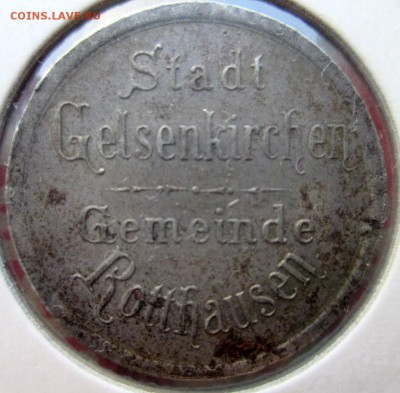 COINS.LAVE.RU
Stadt
Gelsenkirchen
Gemeinde
Rotthausen